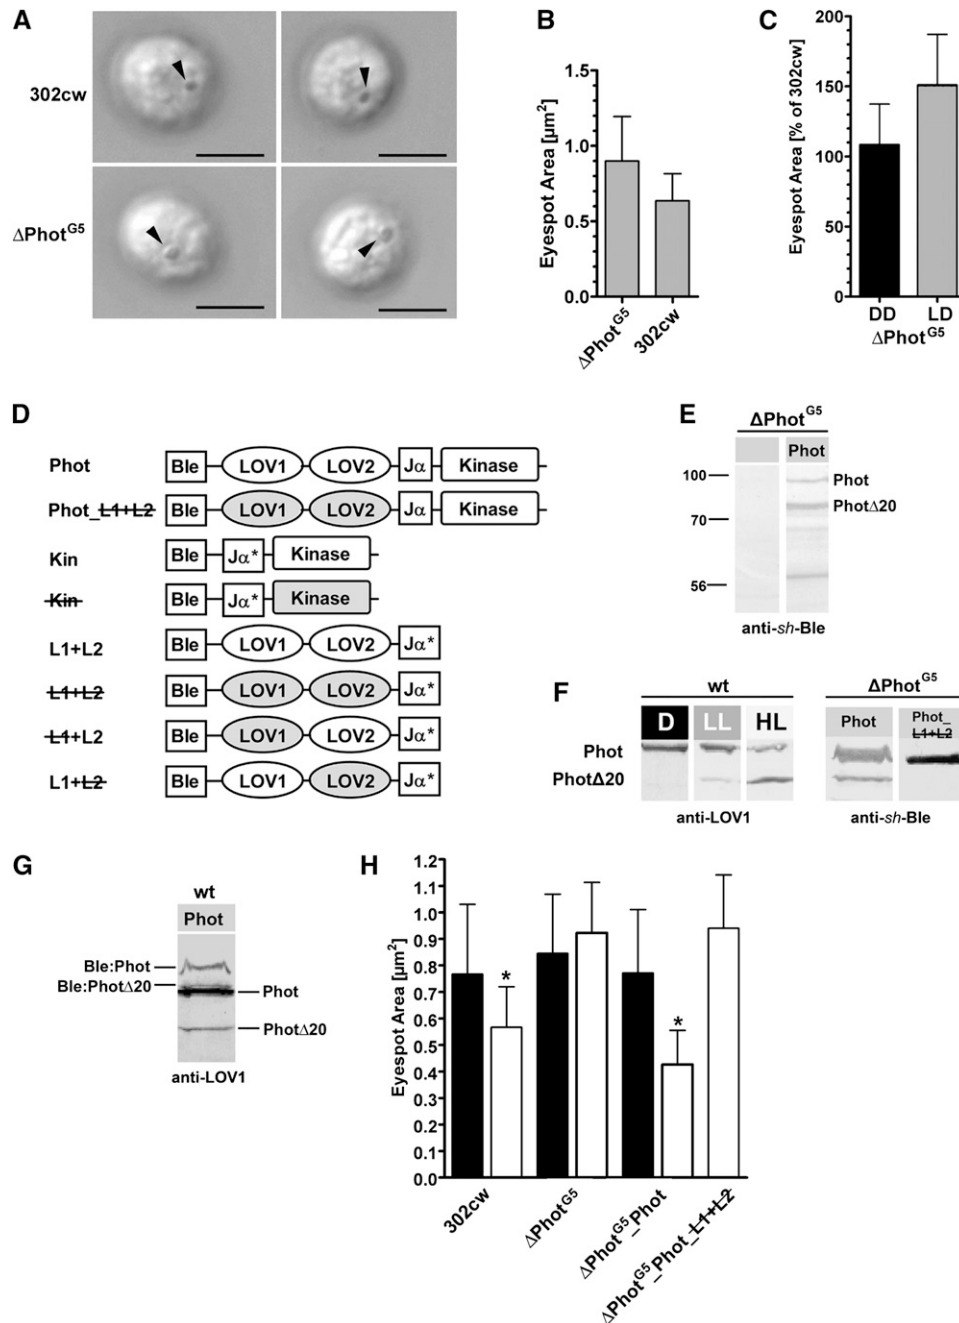 A
302cw
ΔPhotG5
B
Eyespot Area [µm2]
1.5
1.0
0.5
0.0
ΔPhotG5
302cw
C
Eyespot Area [% of 302cw]
200
150
100
50
0
DD
LD
ΔPhotG5
D
Phot
Ble LOV1 LOV2 Jα Kinase
Phot_L1+L2
Ble LOV1 LOV2 Jα Kinase
Kin
Ble Jα* Kinase
Kin
Ble Jα* Kinase
L1+L2
Ble LOV1 LOV2 Jα*
L1+L2
Ble LOV1 LOV2 Jα*
L1+L2
Ble LOV1 LOV2 Jα*
L1+L2
Ble LOV1 LOV2 Jα*
E
ΔPhotG5
Phot
100
70
56
Phot
PhotΔ20
anti-sh-Ble
F
wt
D LL HL
Phot
PhotΔ20
anti-LOV1
ΔPhotG5
Phot
Phot_
L1+L2
anti-sh-Ble
G
wt
Phot
Ble:Phot
Ble:PhotΔ20
Phot
PhotΔ20
anti-LOV1
H
Eyespot Area [µm2]
1.2
1.1
1.0
0.9
0.8
0.7
0.6
0.5
0.4
0.3
0.2
0.1
0.0
*
*
302cw
ΔPhotG5
ΔPhotG5_Phot
ΔPhotG5_Phot_L1+L2